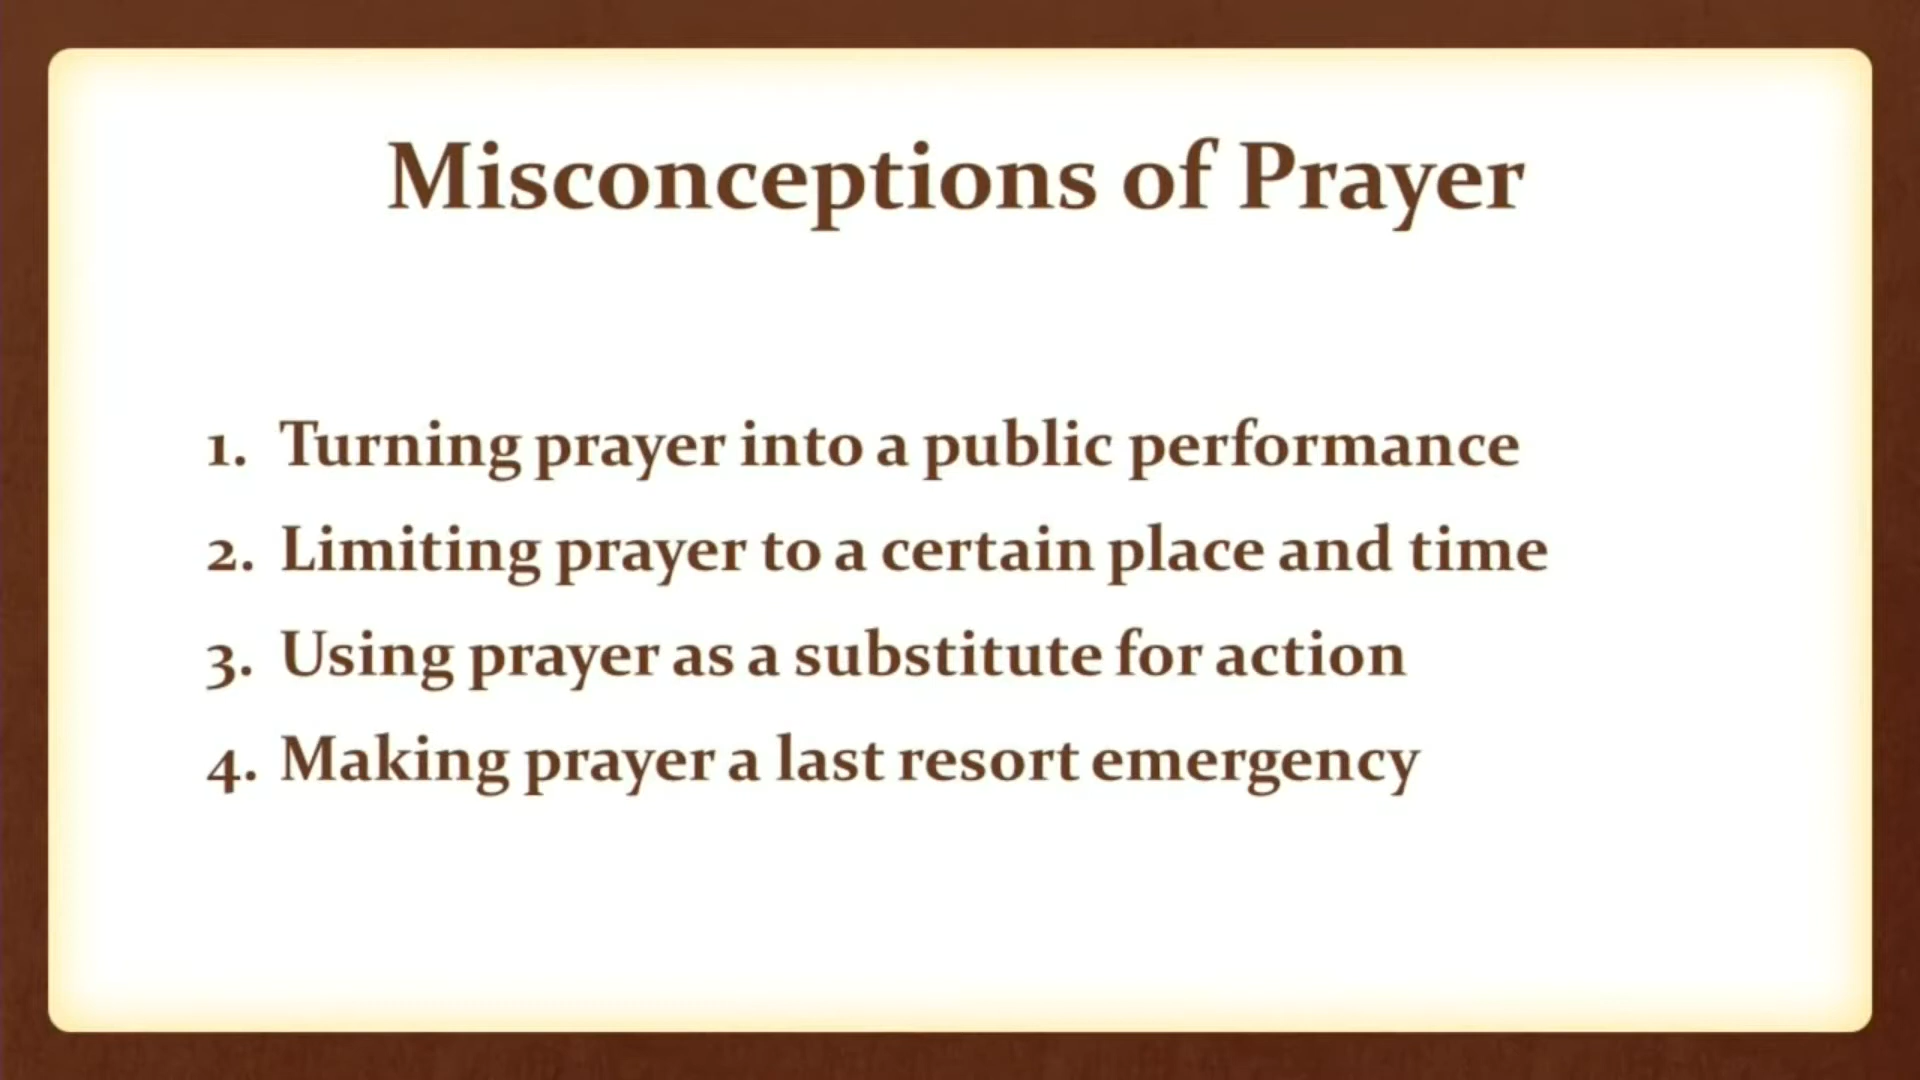 Misconceptions of Prayer
1. Turning prayer into a public performance
2. Limiting prayer to a certain place and time
3. Using prayer as a substitute for action
4. Making prayer a last resort emergency